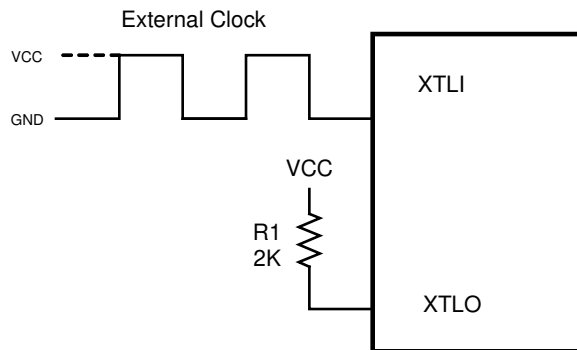 External Clock
VCC
GND
XTLI
VCC
R1
2K
XTLO